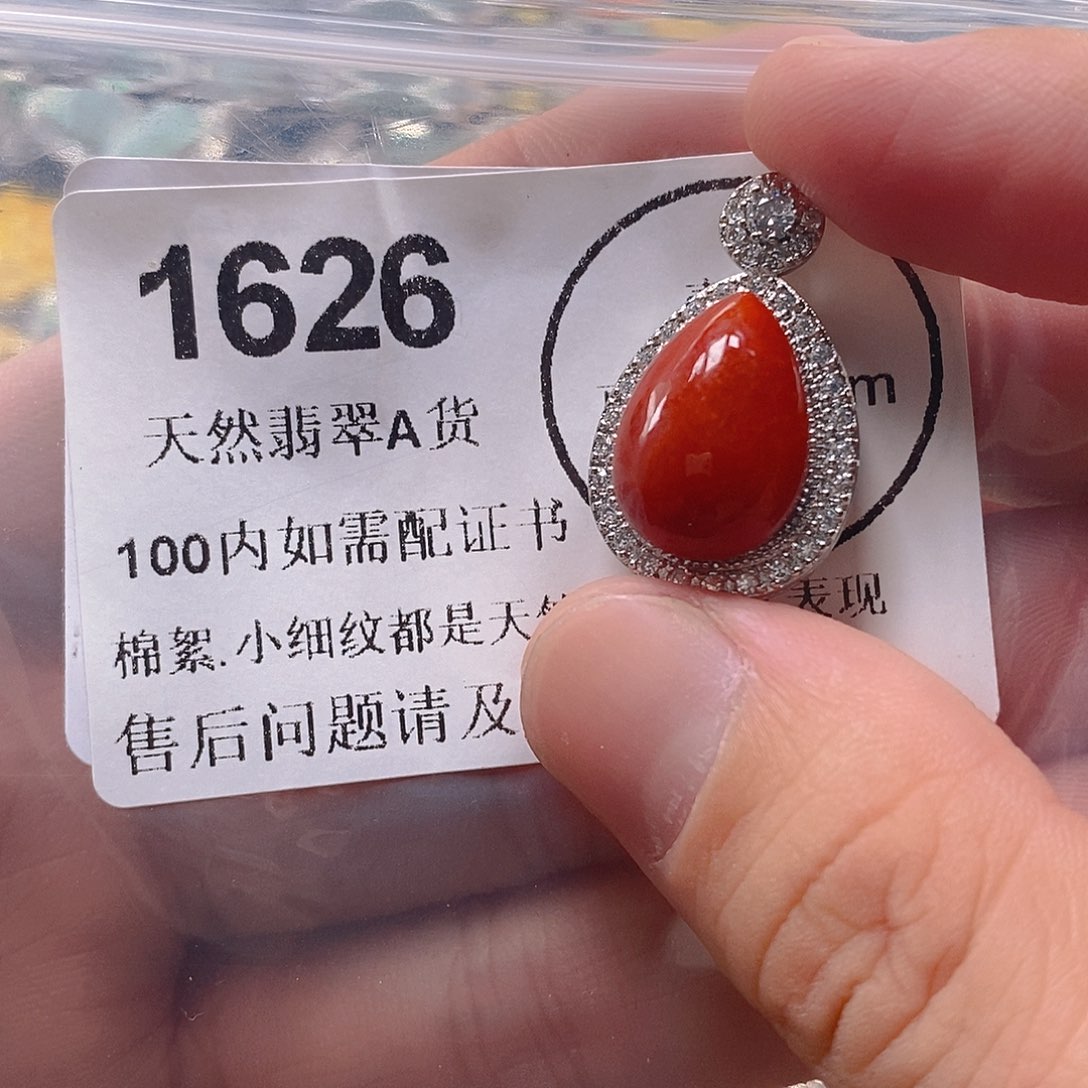 1626
天然翡翠A货
m
100内如需配证书
棉絮.小细纹都是天 表现
售后问题请及